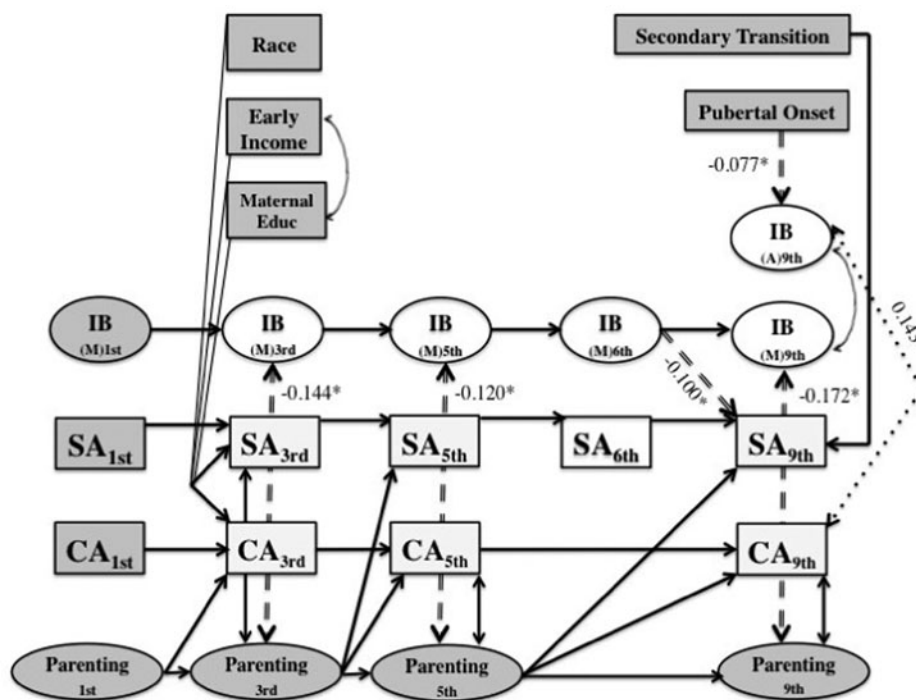 Race
Secondary Transition
Early
Income
Pubertal Onset
-0.077*
Maternal
Educ
IB
(A)9th
IB
(M)1st
IB
(M)3rd
IB
(M)5th
IB
(M)6th
IB
(M)9th
0.143
-0.144*
-0.120*
-0.100*
-0.172*
SA1st
SA3rd
SA5th
SA6th
SA9th
CA1st
CA3rd
CA5th
CA9th
Parenting
1st
Parenting
3rd
Parenting
5th
Parenting
9th